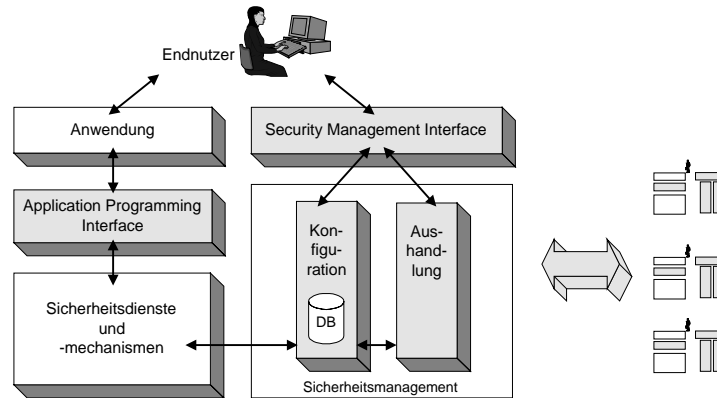 Endnutzer
Anwendung
Security Management Interface
Application Programming
Interface
Kon-
figu-
ration
Aus-
hand-
lung
DB
Sicherheitsdienste
und
-mechanismen
Sicherheitsmanagement